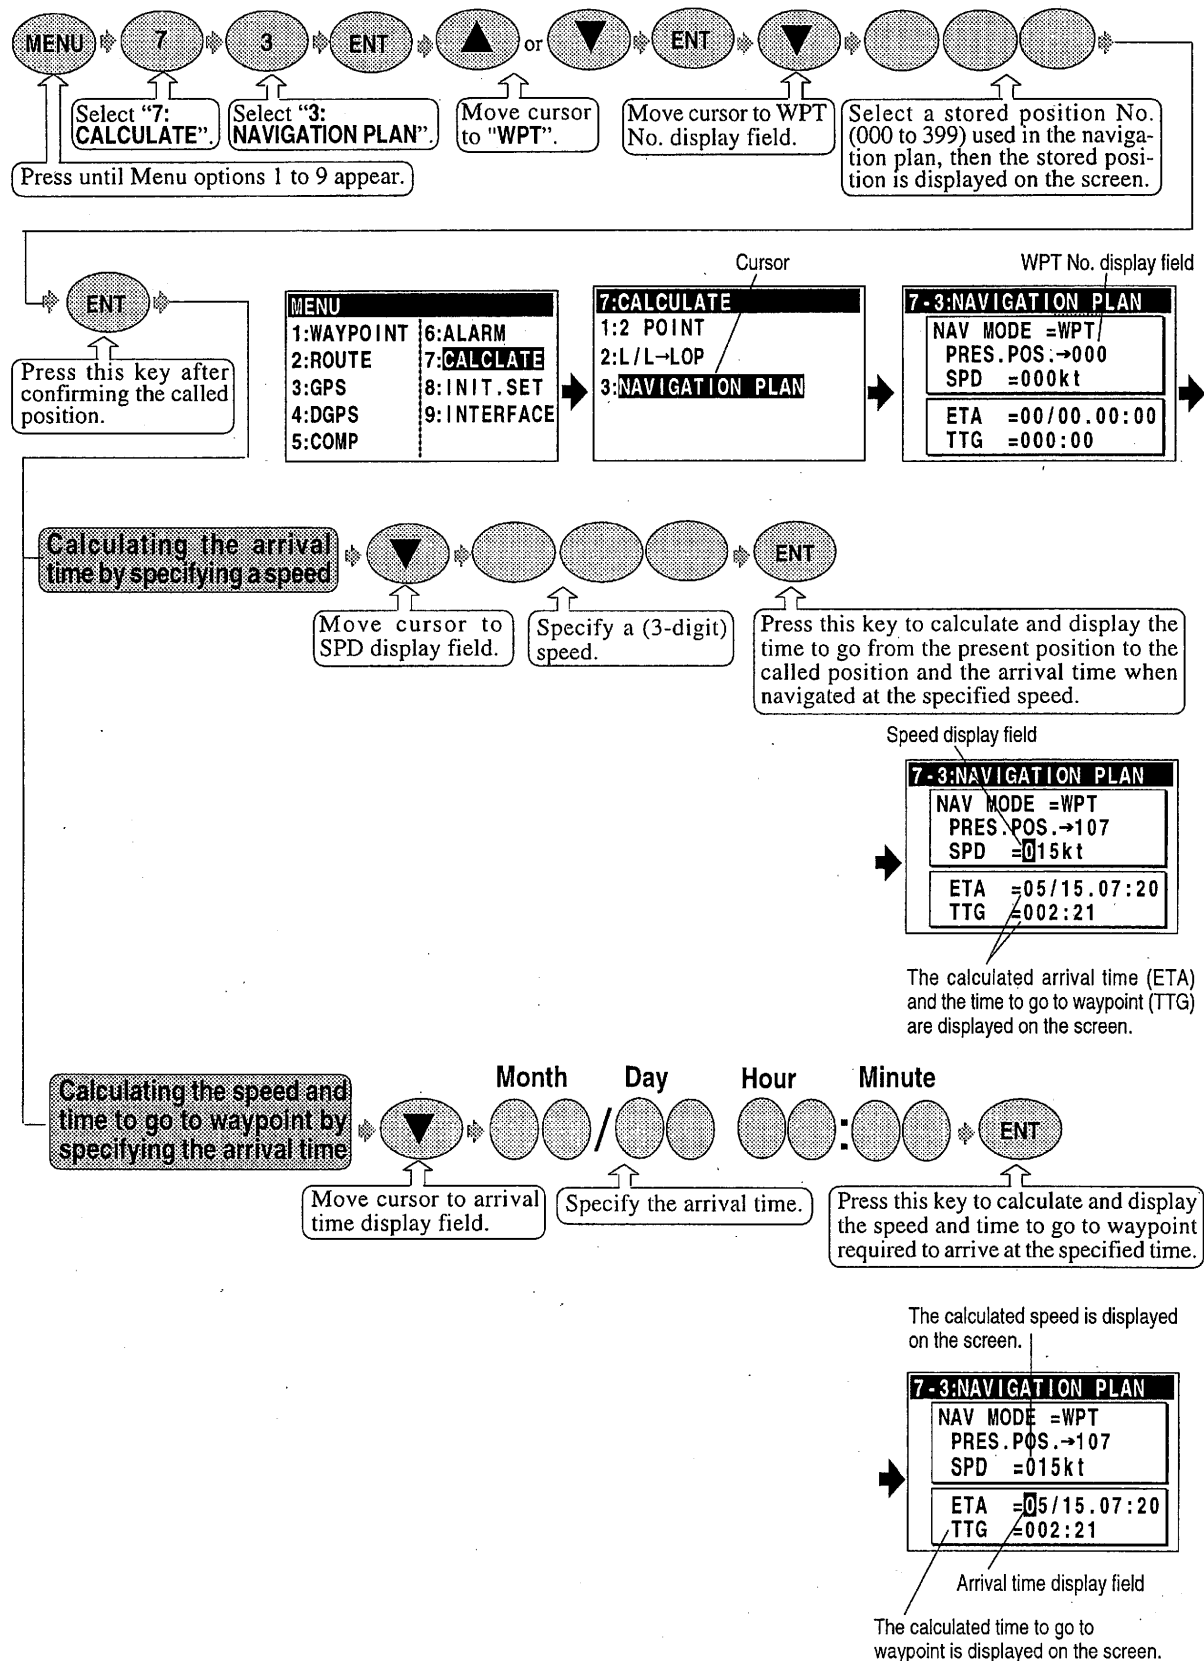 MENU 7 3 ENT ▲ or ▼ ENT ▼
Select “7:
CALCULATE”.
Select “3:
NAVIGATION PLAN”.
Move cursor
to "WPT".
Move cursor to WPT
No. display field.
Select a stored position No.
(000 to 399) used in the naviga-
tion plan, then the stored posi-
tion is displayed on the screen.
Press until Menu options 1 to 9 appear.
ENT
Press this key after
confirming the called
position.
Cursor
WPT No. display field
MENU
1:WAYPOINT 6:ALARM
2:ROUTE 7:CALCLATE
3:GPS 8:INIT.SET
4:DGPS 9:INTERFACE
5:COMP
7:CALCULATE
1:2 POINT
2:L/L→LOP
3:NAVIGATION PLAN
7-3:NAVIGATION PLAN
NAV MODE =WPT
PRES.POS.→000
SPD =000kt
ETA =00/00.00:00
TTG =000:00
Calculating the arrival
time by specifying a speed
▼ ENT
Move cursor to
SPD display field.
Specify a (3-digit)
speed.
Press this key to calculate and display the
time to go from the present position to the
called position and the arrival time when
navigated at the specified speed.
Speed display field
7-3:NAVIGATION PLAN
NAV MODE =WPT
PRES.POS.→107
SPD =015kt
ETA =05/15.07:20
TTG =002:21
The calculated arrival time (ETA)
and the time to go to waypoint (TTG)
are displayed on the screen.
Calculating the speed and
time to go to waypoint by
specifying the arrival time
Month Day Hour Minute
▼ / : ENT
Move cursor to arrival
time display field.
Specify the arrival time.
Press this key to calculate and display
the speed and time to go to waypoint
required to arrive at the specified time.
The calculated speed is displayed
on the screen.
7-3:NAVIGATION PLAN
NAV MODE =WPT
PRES.POS.→107
SPD =015kt
ETA =05/15.07:20
TTG =002:21
Arrival time display field
The calculated time to go to
waypoint is displayed on the screen.